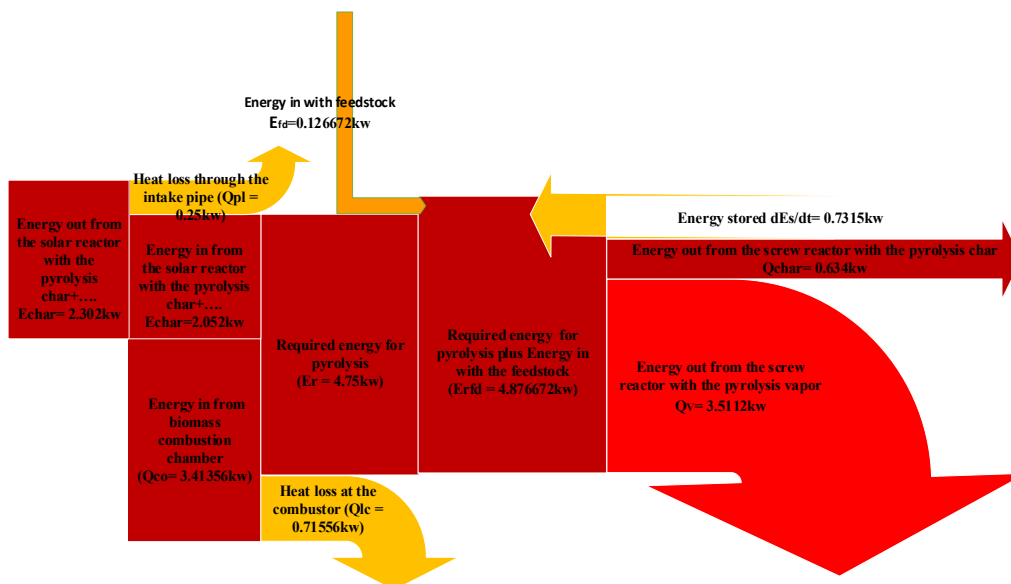 Energy in with feedstock
Efd=0.126672kw
Heat loss through the
intake pipe (Qpl =
0.25kw)
Energy out from
the solar reactor
with the
pyrolysis
char+....
Echar= 2.302kw
Energy in from
the solar reactor
with the pyrolysis
char+....
Echar=2.052kw
Energy in from
biomass
combustion
chamber
(Qco= 3.41356kw)
Required energy for
pyrolysis
(Er = 4.75kw)
Heat loss at the
combustor (Qlc =
0.71556kw)
Required energy for
pyrolysis plus Energy in
with the feedstock
(Erfd = 4.876672kw)
Energy stored dEs/dt= 0.7315kw
Energy out from the screw reactor with the pyrolysis char
Qchar= 0.634kw
Energy out from the screw
reactor with the pyrolysis vapor
Qv= 3.5112kw